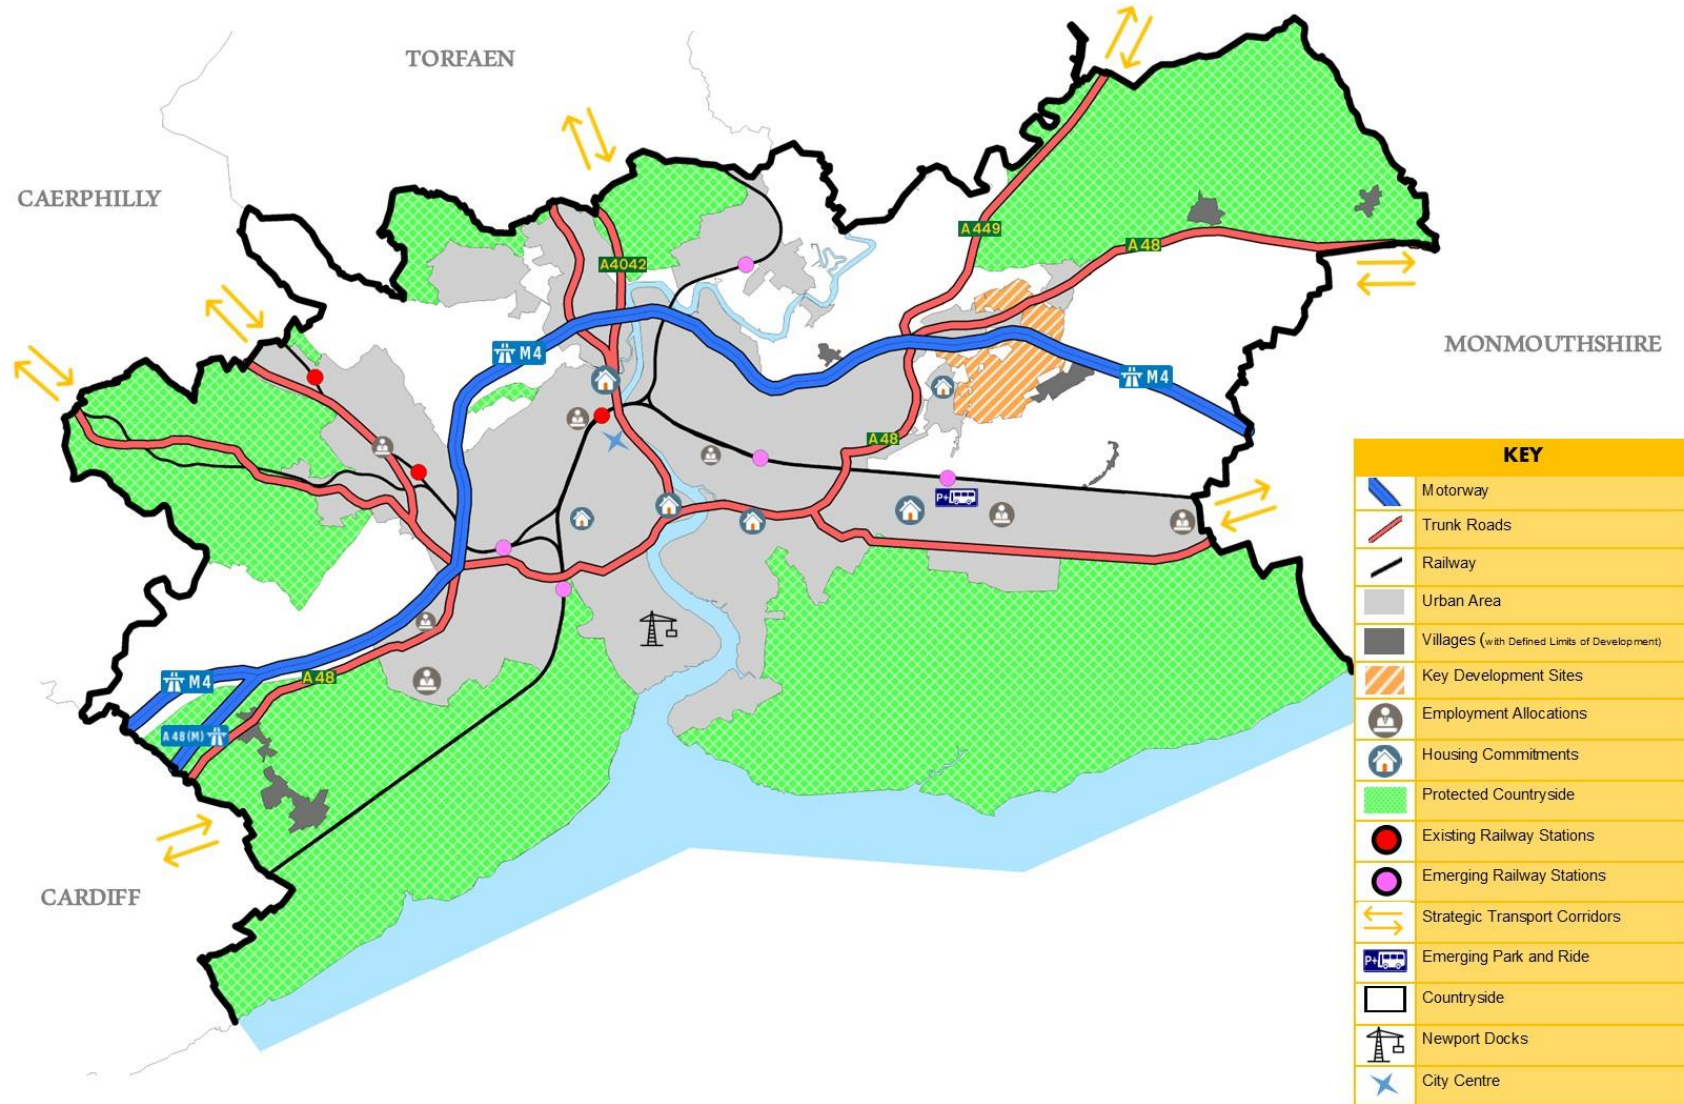 TORFAEN
CAERPHILLY
A449
A48
A4042
MONMOUTHSHIRE
M4
M4
A48
P+
M4
A48
A48(M)
CARDIFF
KEY
Motorway
Trunk Roads
Railway
Urban Area
Villages (with Defined Limits of Development)
Key Development Sites
Employment Allocations
Housing Commitments
Protected Countryside
Existing Railway Stations
Emerging Railway Stations
Strategic Transport Corridors
P+
Emerging Park and Ride
Countryside
Newport Docks
City Centre